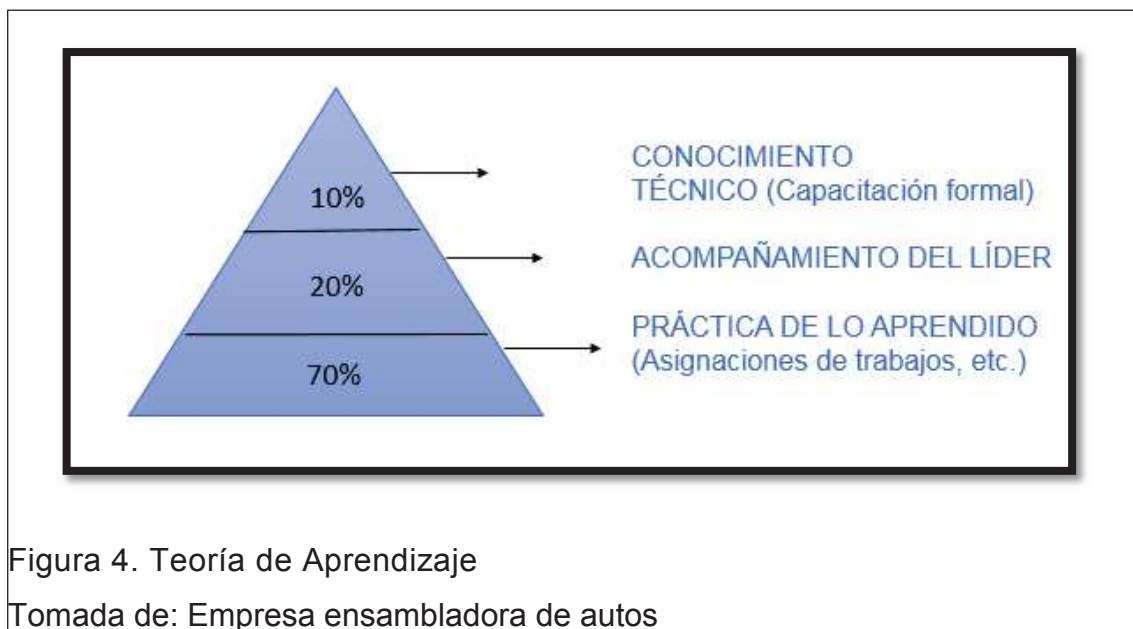 10%
CONOCIMIENTO
TÉCNICO (Capacitación formal)
20%
ACOMPAÑAMIENTO DEL LÍDER
70%
PRÁCTICA DE LO APRENDIDO
(Asignaciones de trabajos, etc.)
Figura 4. Teoría de Aprendizaje
Tomada de: Empresa ensambladora de autos